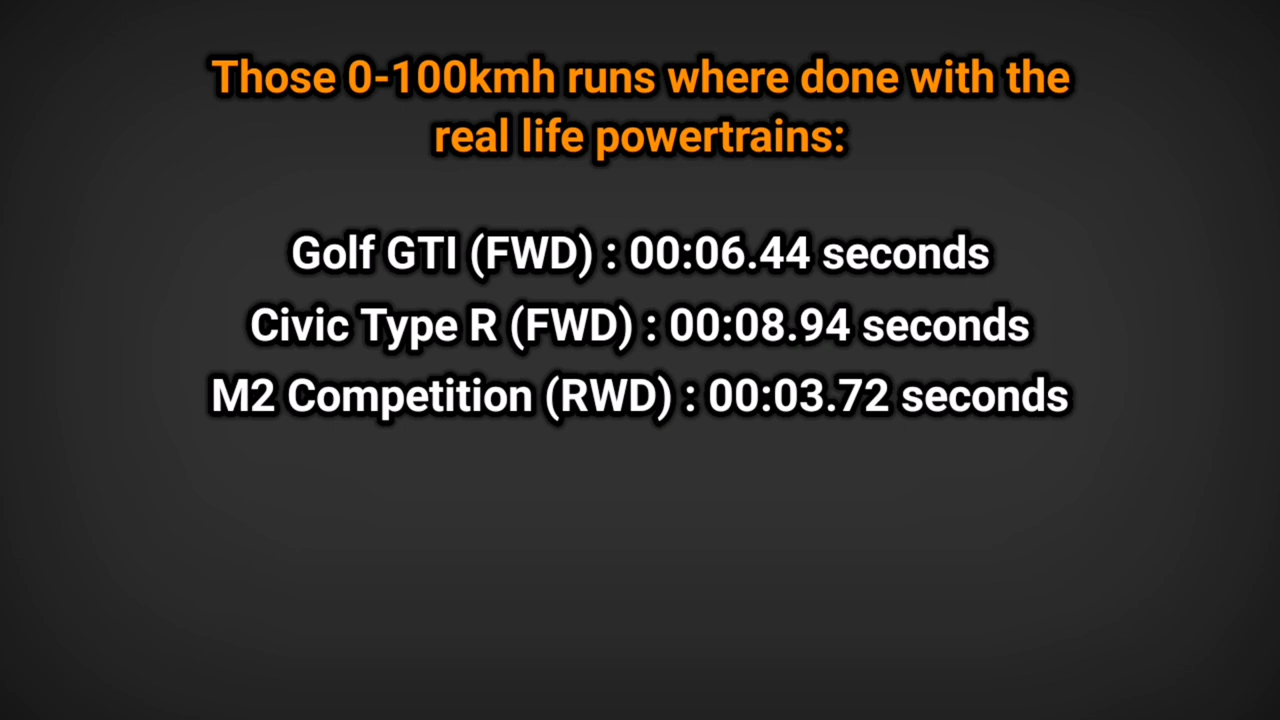 Those 0-100kmh runs where done with the
real life powertrains:
Golf GTI (FWD) : 00:06.44 seconds
Civic Type R (FWD) : 00:08.94 seconds
M2 Competition (RWD) : 00:03.72 seconds